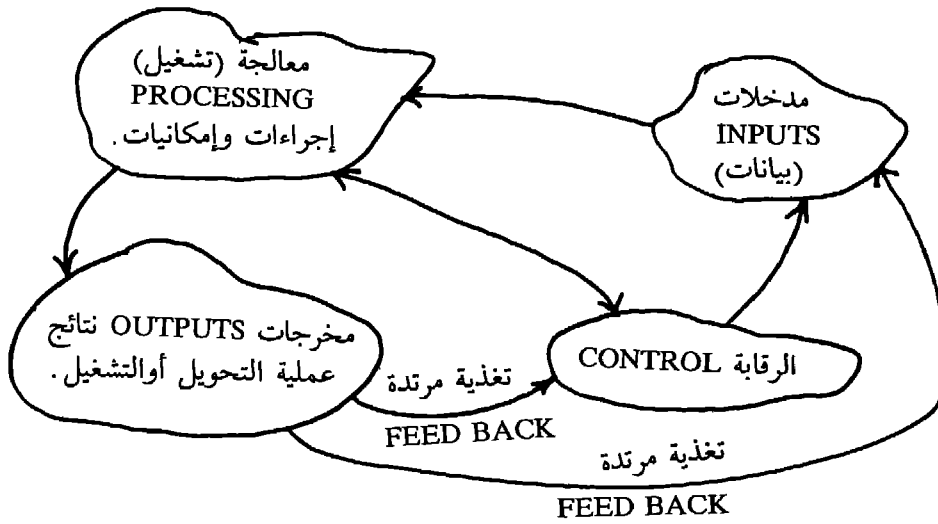 مدخلات
INPUTS
(بيانات)
معالجة (تشغيل)
PROCESSING
إجراءات وإمكانيات.
مخرجات OUTPUTS نتائج
عملية التحويل أوالتشغيل.
الرقابة CONTROL
تغذية مرتدة
FEED BACK
تغذية مرتدة
FEED BACK